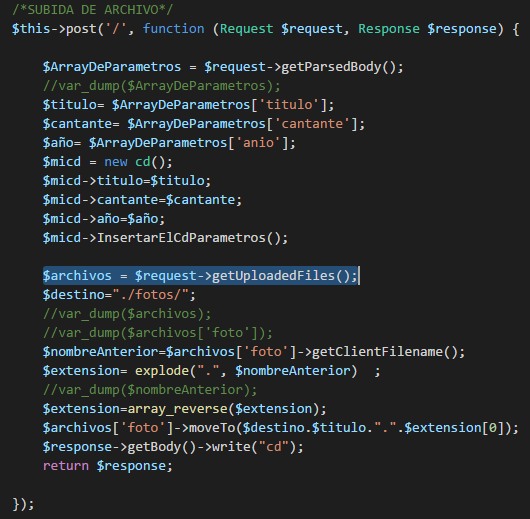 /*SUBIDA DE ARCHIVO*/
$this->post('/', function (Request $request, Response $response) {
$ArrayDeParametros = $request->getParsedBody();
//var_dump($ArrayDeParametros);
$titulo= $ArrayDeParametros['titulo'];
$cantante= $ArrayDeParametros['cantante'];
$año= $ArrayDeParametros['anio'];
$micd = new cd();
$micd->titulo=$titulo;
$micd->cantante=$cantante;
$micd->año=$año;
$micd->InsertarElCdParametros();
$archivos = $request->getUploadedFiles();
$destino="./fotos/";
//var_dump($archivos);
//var_dump($archivos['foto']);
$nombreAnterior=$archivos['foto']->getClientFilename();
$extension= explode(".", $nombreAnterior)  ;
//var_dump($nombreAnterior);
$extension=array_reverse($extension);
$archivos['foto']->moveTo($destino.$titulo.".".$extension[0]);
$response->getBody()->write("cd");
return $response;
});